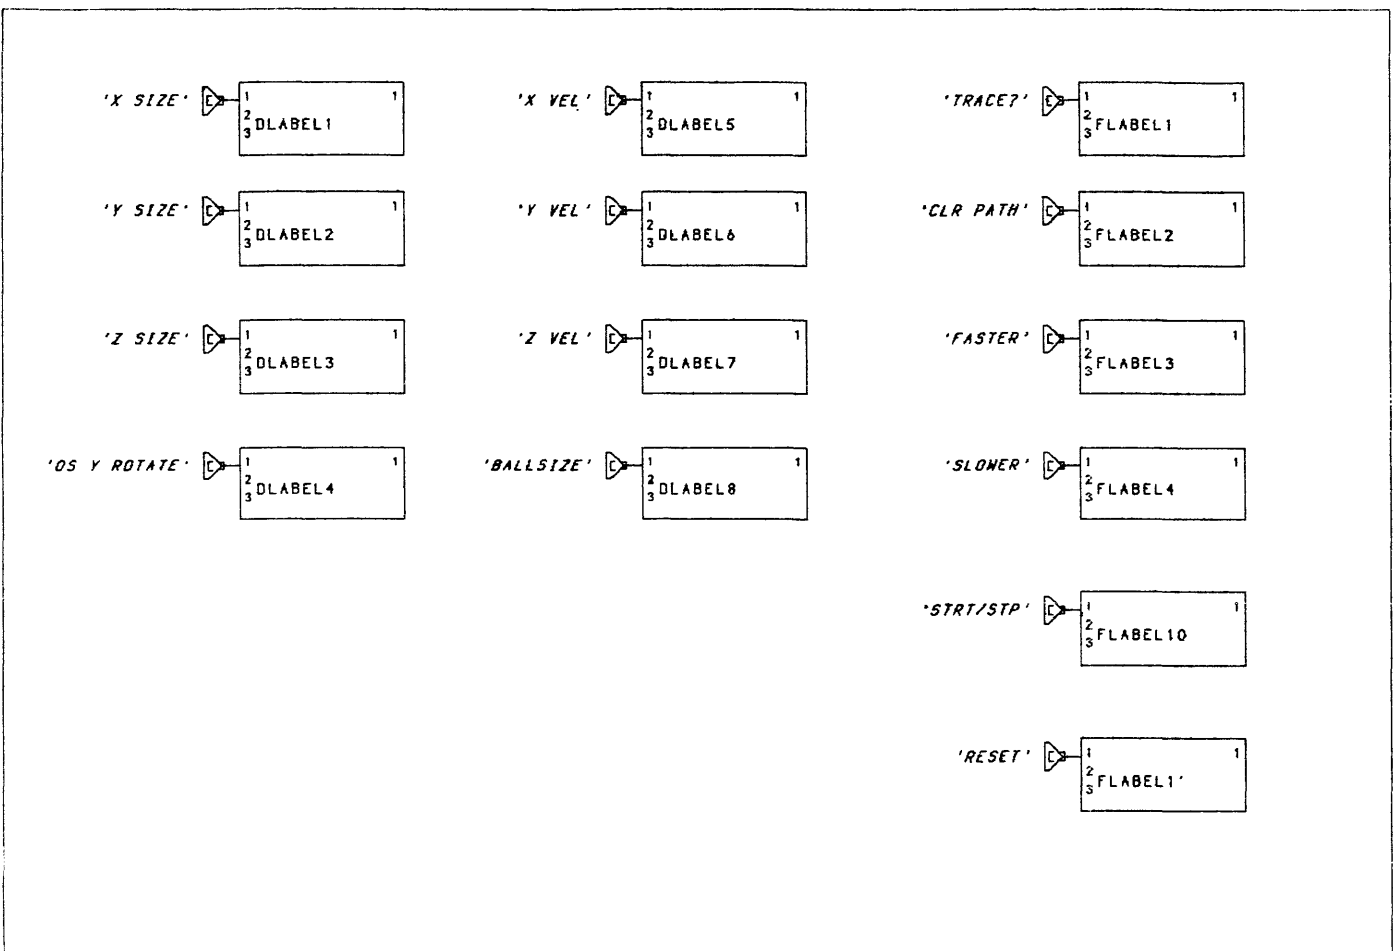 'X SIZE' C 1 1
2
3 DLABEL1
'X VEL' C 1 1
2
3 DLABEL5
'TRACE?' C 1 1
2
3 FLABEL1
'Y SIZE' C 1 1
2
3 DLABEL2
'Y VEL' C 1 1
2
3 DLABEL6
'CLR PATH' C 1 1
2
3 FLABEL2
'Z SIZE' C 1 1
2
3 DLABEL3
'Z VEL' C 1 1
2
3 DLABEL7
'FASTER' C 1 1
2
3 FLABEL3
'OS Y ROTATE' C 1 1
2
3 DLABEL4
'BALLSIZE' C 1 1
2
3 DLABEL8
'SLOWER' C 1 1
2
3 FLABEL4
'STRT/STP' C 1 1
2
3 FLABEL10
'RESET' C 1 1
2
3 FLABEL1'